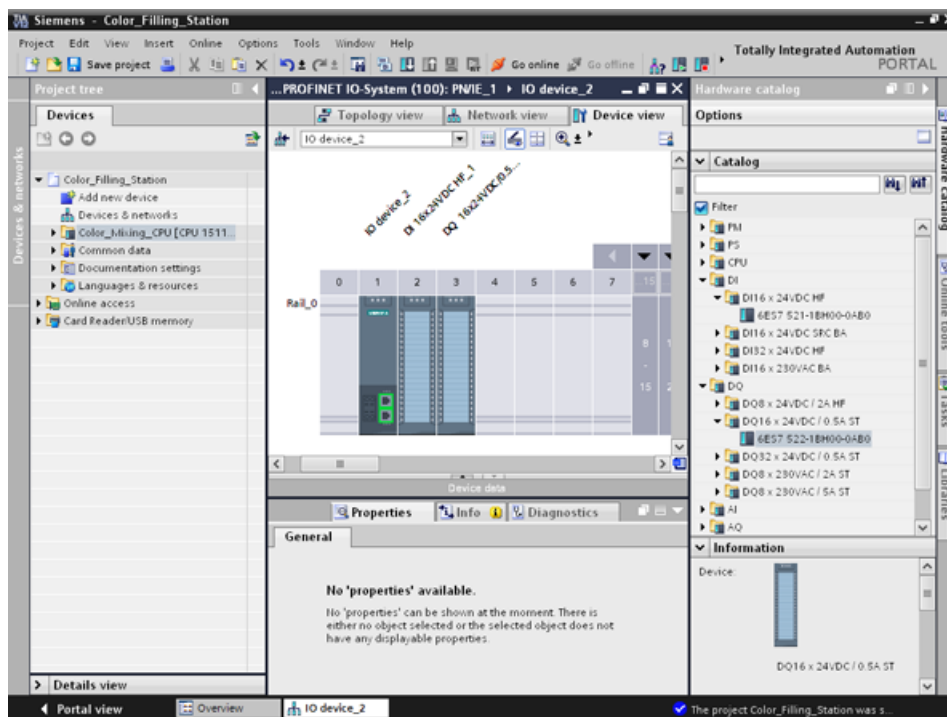 Siemens - Color_Filling_Station
Project Edit View Insert Online Options Tools Window Help
Save project
Go online
Go offline
Totally Integrated Automation
PORTAL
Project tree
Devices
Color_Filling_Station
Add new device
Devices & networks
Color_Mixing_CPU [CPU 1511...
Common data
Documentation settings
Languages & resources
Online access
Card Reader/USB memory
Details view
Devices & networks
...PROFINET IO-System (100): PN/IE_1 IO device_2
Topology view Network view Device view
IO device_2
IO device_2
DI 16x24VDC HF_1
DQ 16x24VDC/0.5...
0 1 2 3 4 5 6 7 ...15
Rail_0
8
-
15
Device data
Properties Info Diagnostics
General
No 'properties' available.
No 'properties' can be shown at the moment. There is
either no object selected or the selected object does not
have any displayable properties.
Hardware catalog
Options
Catalog
Filter
PM
PS
CPU
DI
DI16 x 24VDC HF
6ES7 521-1BH00-0AB0
DI16 x 24VDC SRC BA
DI32 x 24VDC HF
DI16 x 230VAC BA
DQ
DQ8 x 24VDC / 2A HF
DQ16 x 24VDC / 0.5A ST
6ES7 522-1BH00-0AB0
DQ32 x 24VDC / 0.5A ST
DQ8 x 230VAC / 2A ST
DQ8 x 230VAC / 5A ST
AI
AQ
Information
Device:
DQ16 x 24VDC / 0.5A ST
Hardware catalog
Online tools
Tasks
Libraries
Portal view
Overview
IO device_2
The project Color_Filling_Station was s...